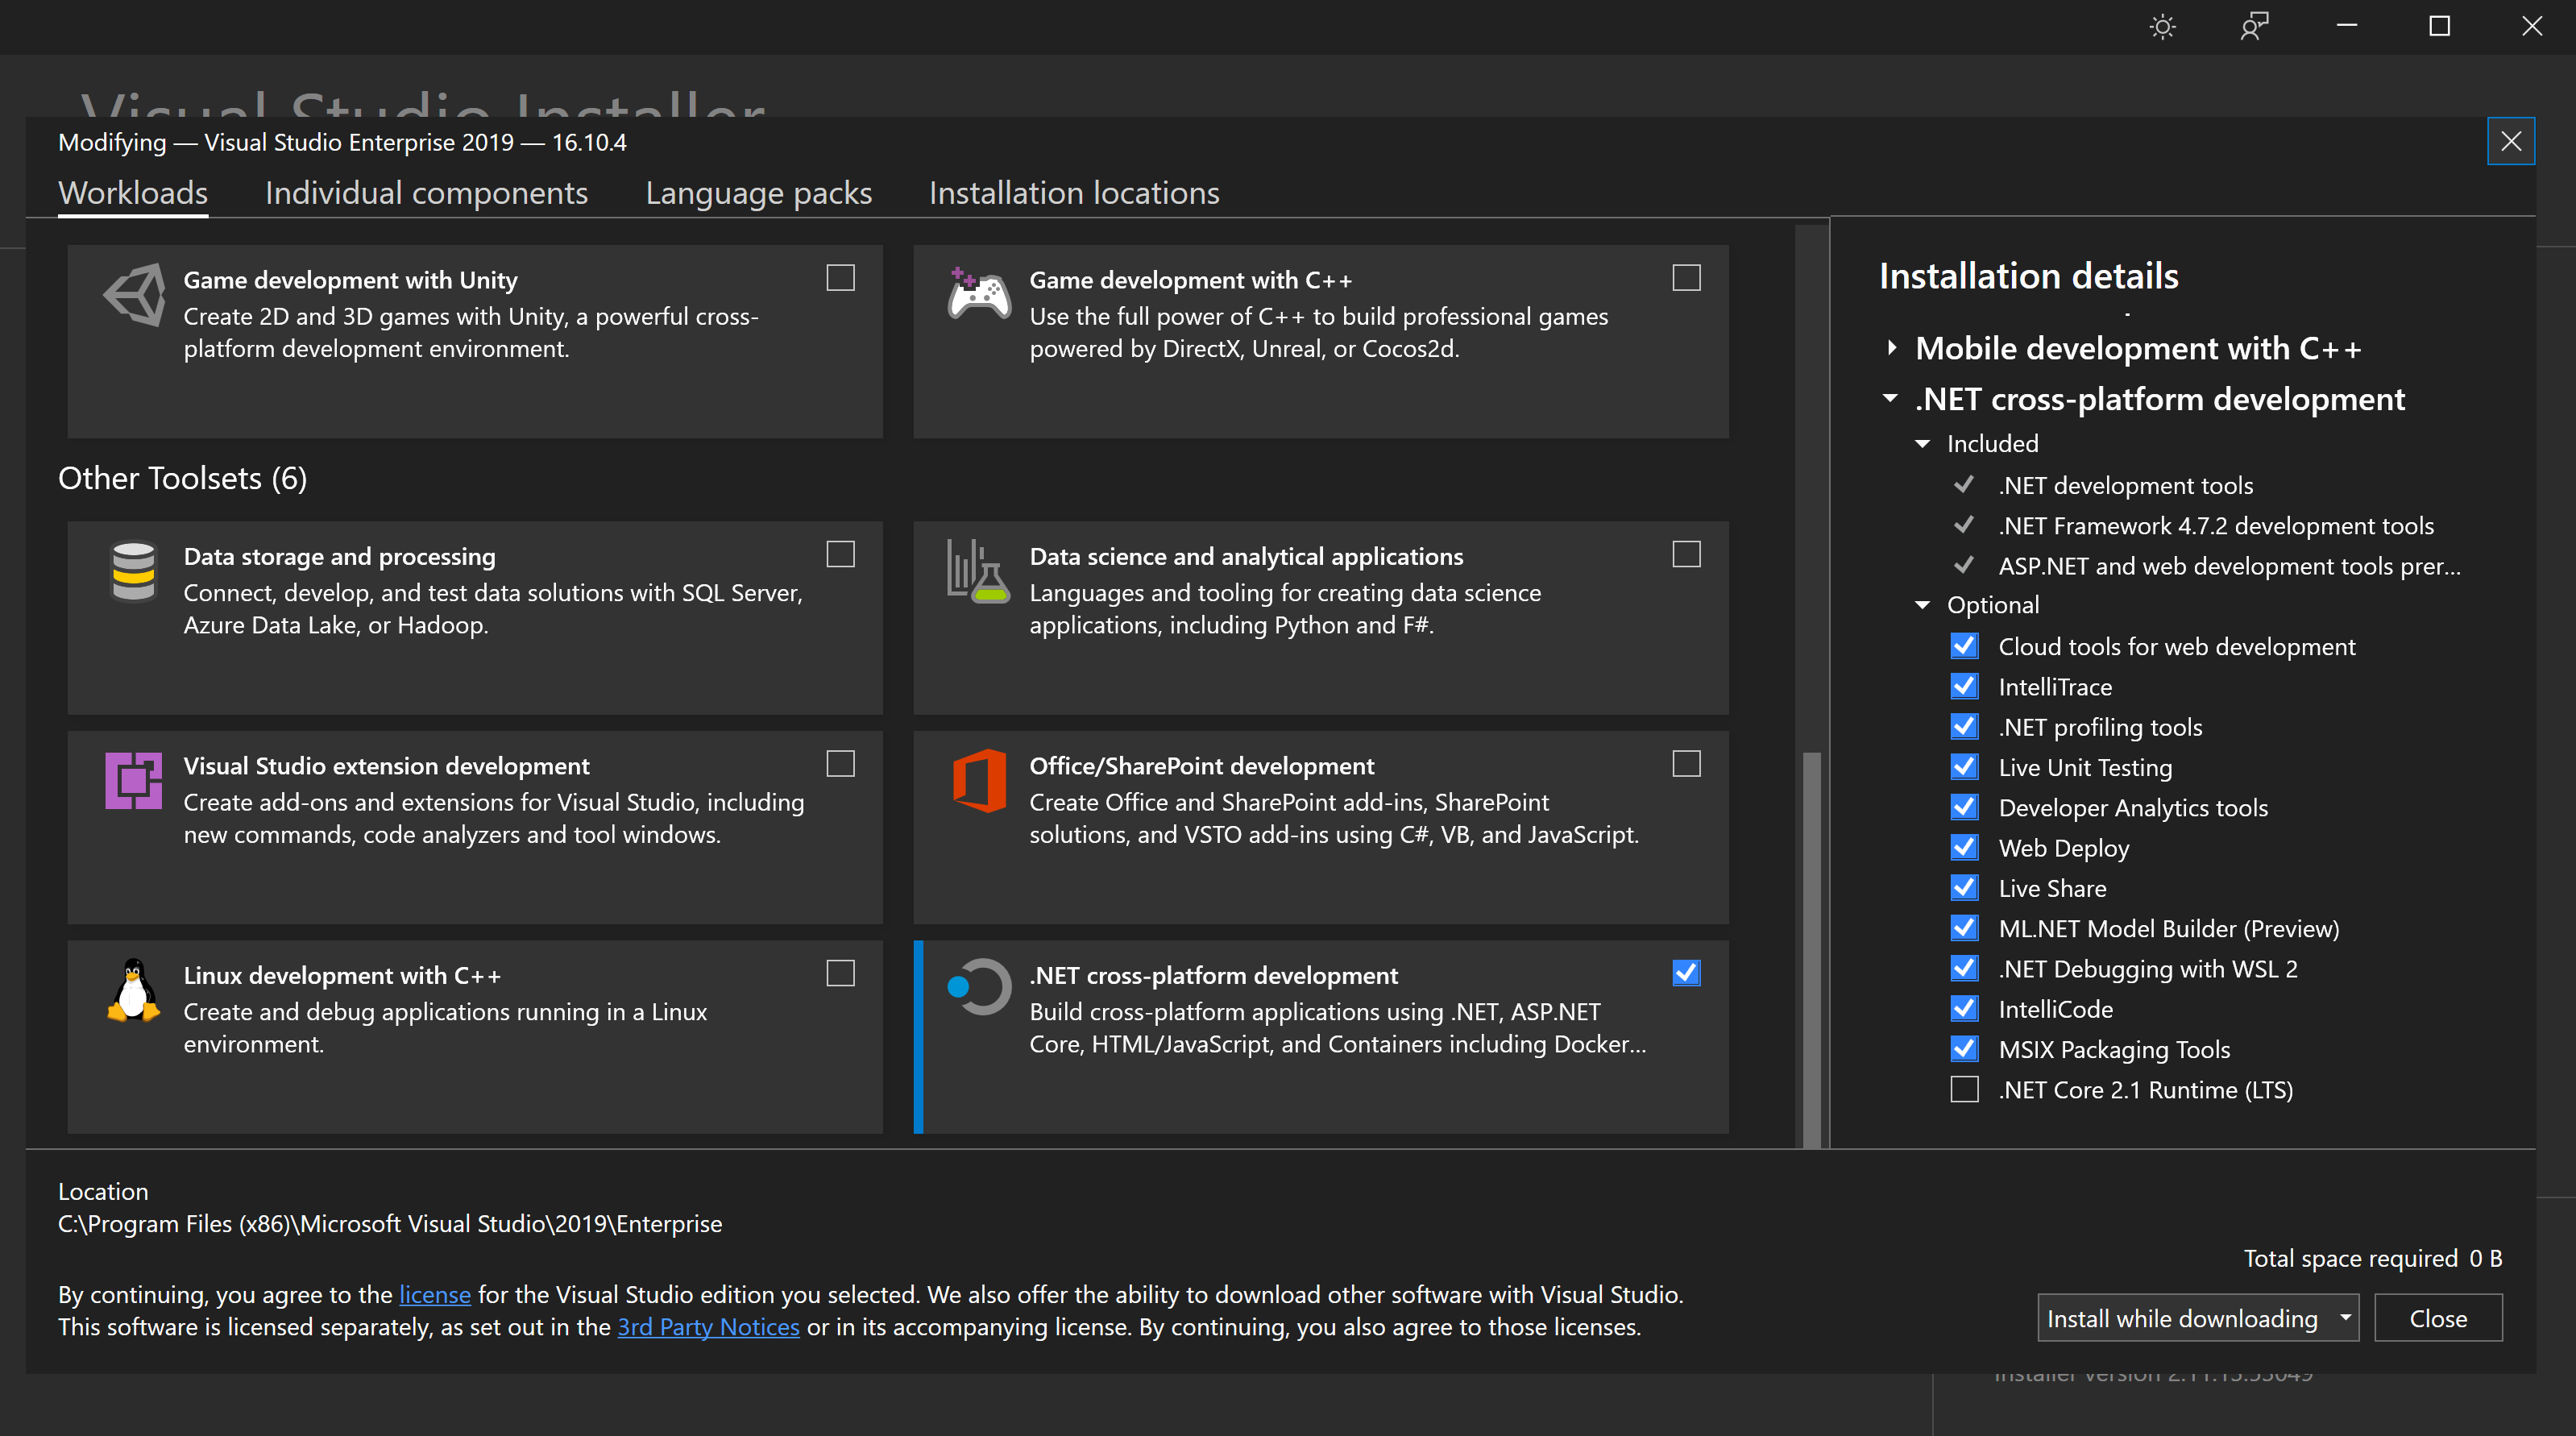 Visual Studio Installer
Modifying — Visual Studio Enterprise 2019 — 16.10.4
Workloads
Individual components
Language packs
Installation locations
Game development with Unity
Create 2D and 3D games with Unity, a powerful cross-
platform development environment.
Game development with C++
Use the full power of C++ to build professional games
powered by DirectX, Unreal, or Cocos2d.
Other Toolsets (6)
Data storage and processing
Connect, develop, and test data solutions with SQL Server,
Azure Data Lake, or Hadoop.
Data science and analytical applications
Languages and tooling for creating data science
applications, including Python and F#.
Visual Studio extension development
Create add-ons and extensions for Visual Studio, including
new commands, code analyzers and tool windows.
Office/SharePoint development
Create Office and SharePoint add-ins, SharePoint
solutions, and VSTO add-ins using C#, VB, and JavaScript.
Linux development with C++
Create and debug applications running in a Linux
environment.
.NET cross-platform development
Build cross-platform applications using .NET, ASP.NET
Core, HTML/JavaScript, and Containers including Docker...
Installation details
Mobile development with C++
.NET cross-platform development
Included
.NET development tools
.NET Framework 4.7.2 development tools
ASP.NET and web development tools prer...
Optional
Cloud tools for web development
IntelliTrace
.NET profiling tools
Live Unit Testing
Developer Analytics tools
Web Deploy
Live Share
ML.NET Model Builder (Preview)
.NET Debugging with WSL 2
IntelliCode
MSIX Packaging Tools
.NET Core 2.1 Runtime (LTS)
Location
C:\Program Files (x86)\Microsoft Visual Studio\2019\Enterprise
Total space required 0 B
By continuing, you agree to the license for the Visual Studio edition you selected. We also offer the ability to download other software with Visual Studio.
This software is licensed separately, as set out in the 3rd Party Notices or in its accompanying license. By continuing, you also agree to those licenses.
Install while downloading
Close
Installer version